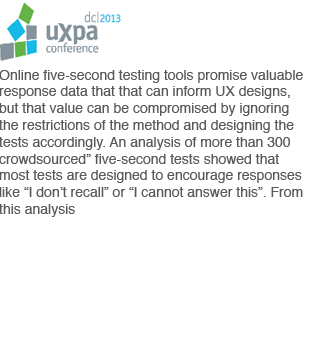 dc|2013
uxpa
conference
Online five-second testing tools promise valuable
response data that that can inform UX designs,
but that value can be compromised by ignoring
the restrictions of the method and designing the
tests accordingly. An analysis of more than 300
crowdsourced” five-second tests showed that
most tests are designed to encourage responses
like “I don’t recall” or “I cannot answer this”. From
this analysis